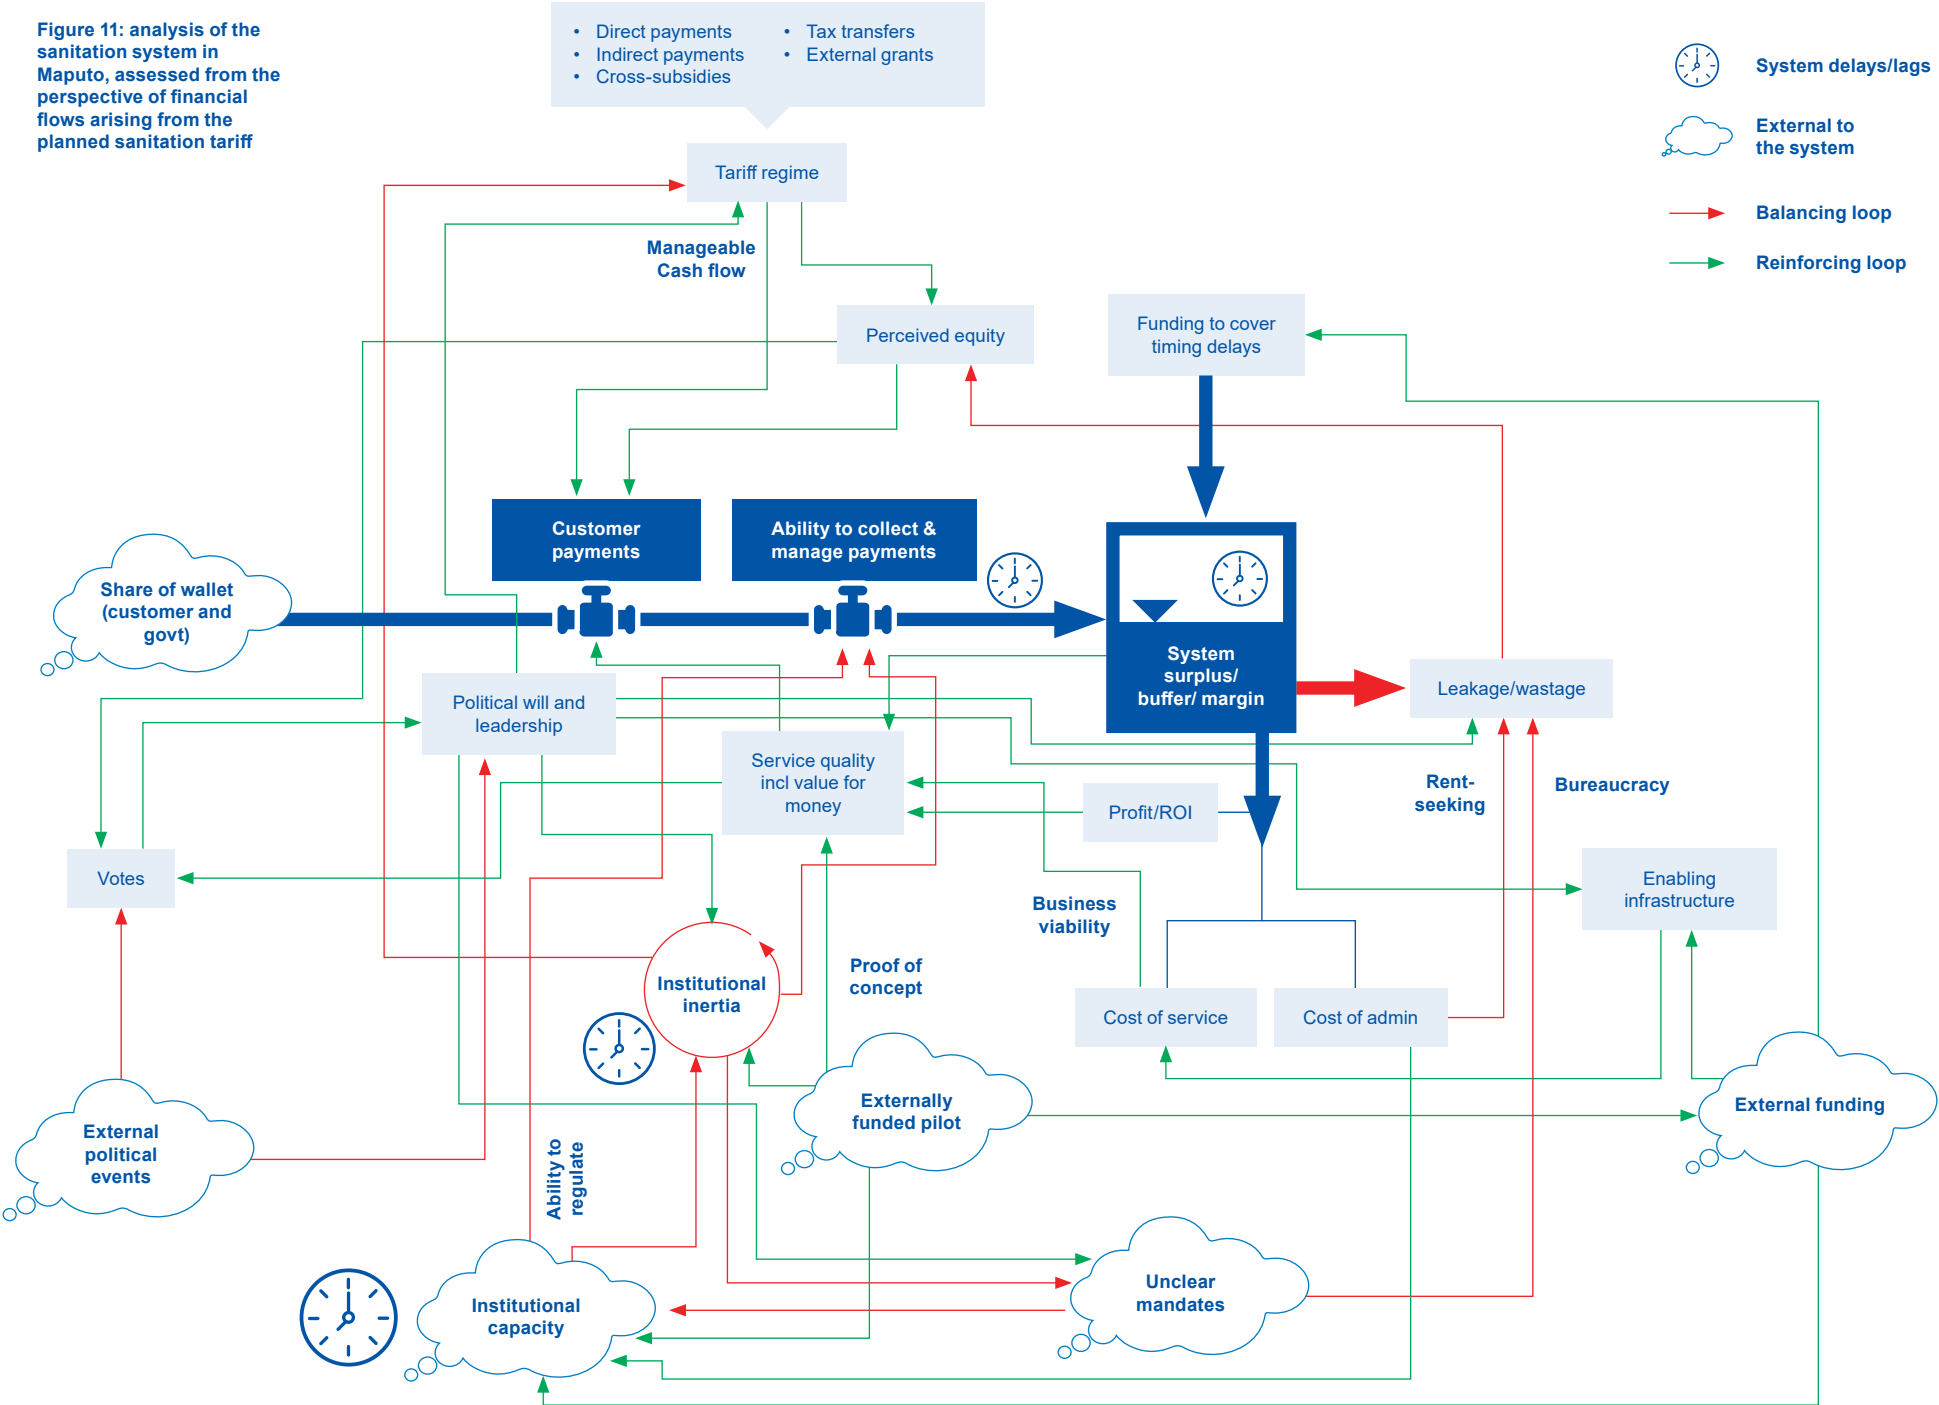 Figure 11: analysis of the
sanitation system in
Maputo, assessed from the
perspective of financial
flows arising from the
planned sanitation tariff
• Direct payments
• Indirect payments
• Cross-subsidies
• Tax transfers
• External grants
System delays/lags
External to
the system
Balancing loop
Reinforcing loop
Tariff regime
Manageable
Cash flow
Perceived equity
Funding to cover
timing delays
Customer
payments
Ability to collect &
manage payments
Share of wallet
(customer and
govt)
System
surplus/
buffer/ margin
Leakage/wastage
Political will and
leadership
Service quality
incl value for
money
Profit/ROI
Rent-
seeking
Bureaucracy
Votes
Enabling
infrastructure
Business
viability
Institutional
inertia
Proof of
concept
Cost of service
Cost of admin
External
political
events
Ability to
regulate
Externally
funded pilot
External funding
Institutional
capacity
Unclear
mandates